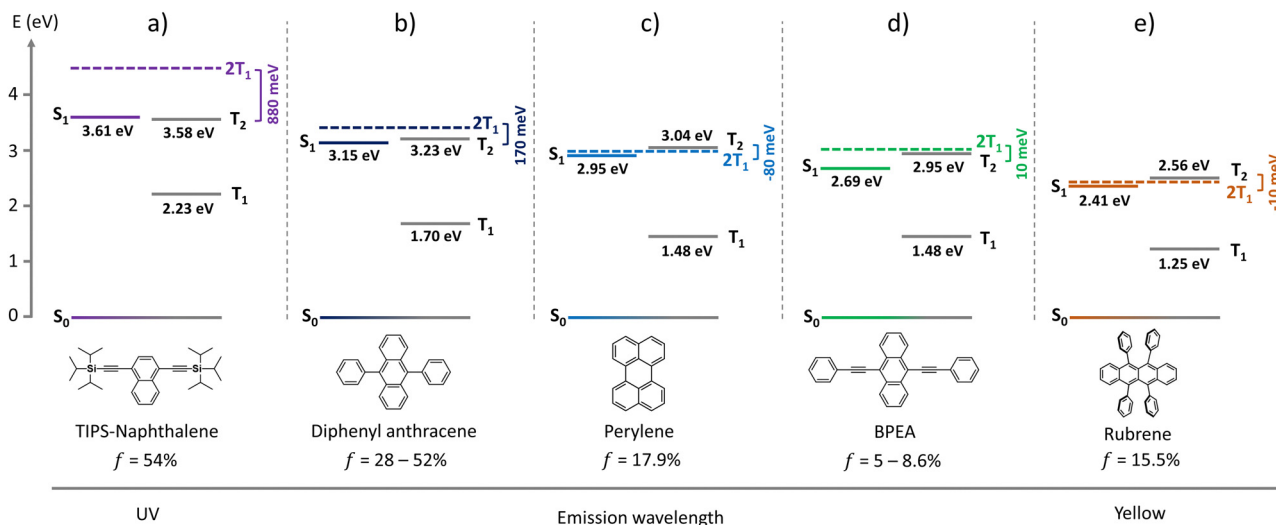 E (eV)
a)
b)
c)
d)
e)
4
3
2
1
0
2T1
880 meV
S1
T2
3.61 eV
3.58 eV
T1
2.23 eV
S0
2T1
170 meV
S1
T2
3.15 eV
3.23 eV
T1
1.70 eV
S0
3.04 eV
T2
S1
2T1
-80 meV
2.95 eV
T1
1.48 eV
S0
2T1
10 meV
S1
T2
2.69 eV
2.95 eV
T1
1.48 eV
S0
2.56 eV
T2
S1
2T1
-10 meV
2.41 eV
T1
1.25 eV
S0
Si
Si
TIPS-Naphthalene
Diphenyl anthracene
Perylene
BPEA
Rubrene
f = 54%
f = 28 – 52%
f = 17.9%
f = 5 – 8.6%
f = 15.5%
UV
Emission wavelength
Yellow